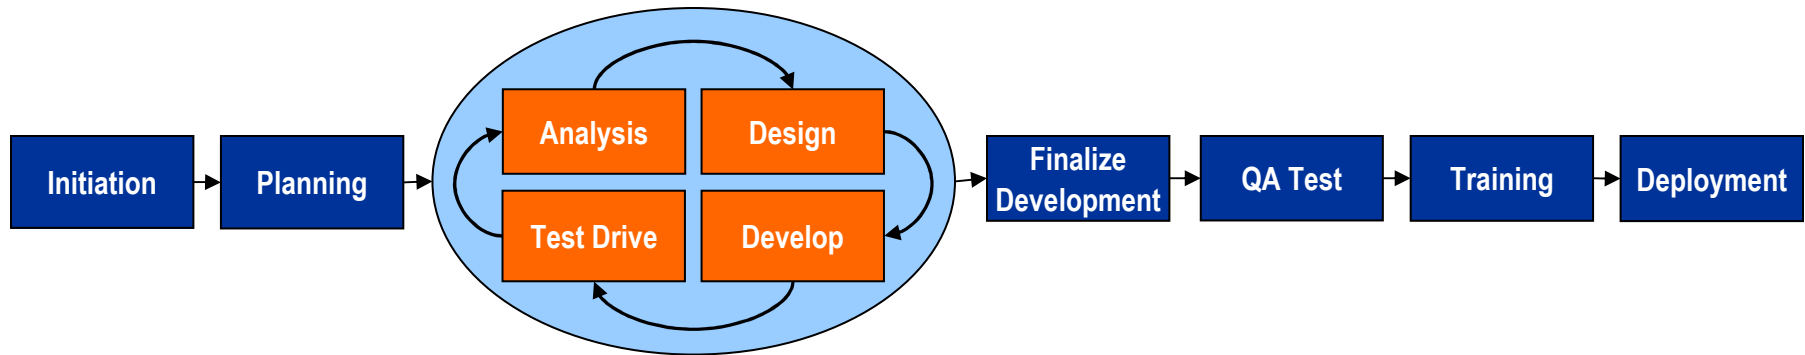 Initiation
Planning
Analysis
Design
Test Drive
Develop
Finalize
Development
QA Test
Training
Deployment